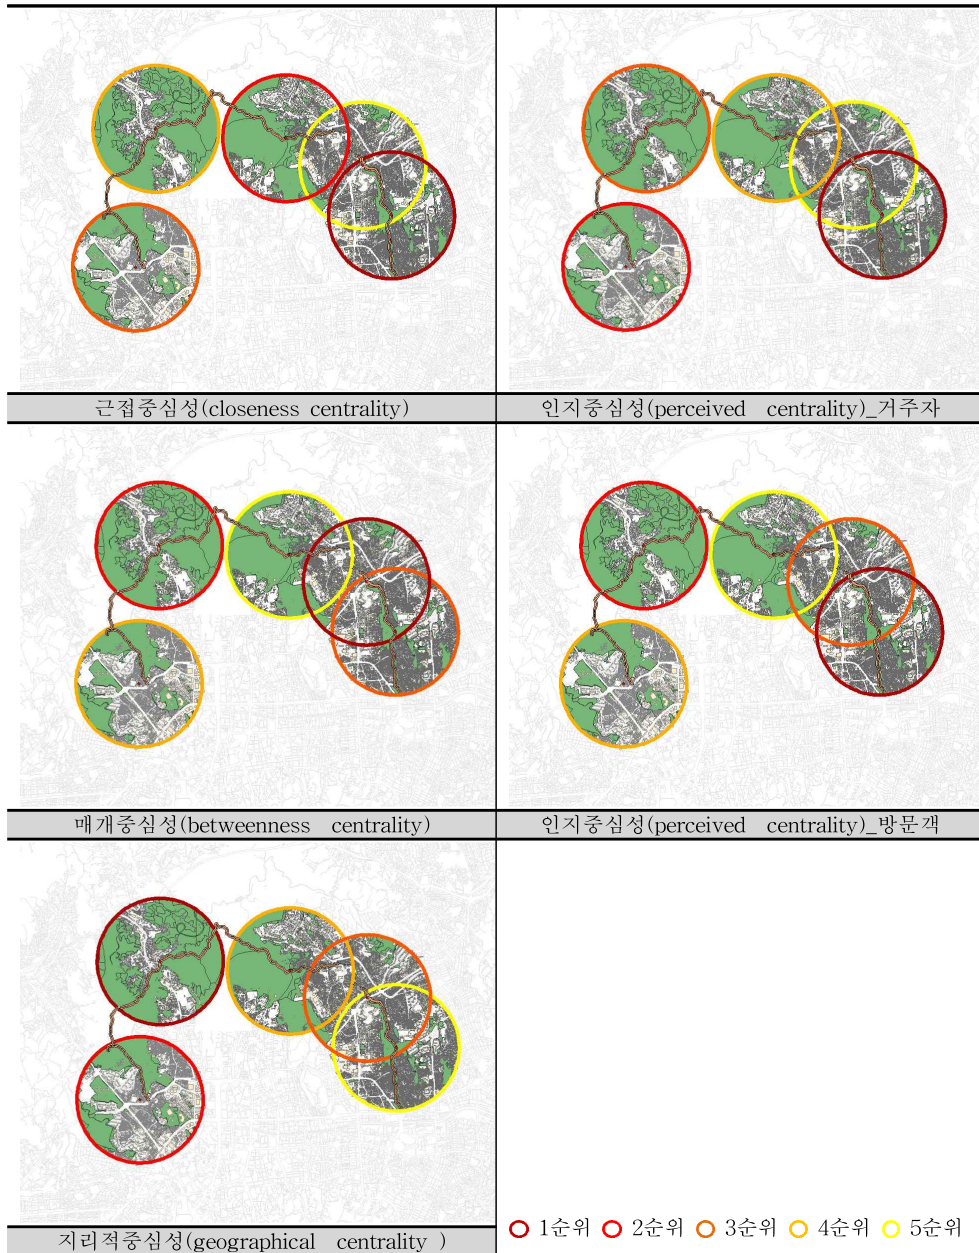 근접중심성(closeness centrality)
인지중심성(perceived centrality)_거주자
매개중심성(betweenness centrality)
인지중심성(perceived centrality)_방문객
지리적중심성(geographical centrality )
1순위 2순위 3순위 4순위 5순위